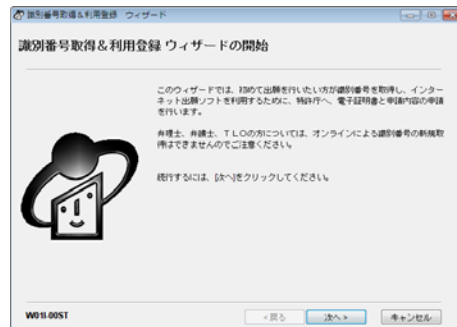 識別番号取得&利用登録 ウィザード
識別番号取得&利用登録 ウィザードの開始
このウィザードでは、初めて出願を行いたい方が識別番号を取得し、インター
ネット出願ソフトを利用するために、特許庁へ、電子証明書と申請内容の申請
を行います。
弁理士、弁護士、TLOの方については、オンラインによる識別番号の新規取
得はできませんのでご注意ください。
続行するには、[次へ]をクリックしてください。
W01I-00ST
<戻る
次へ>
キャンセル